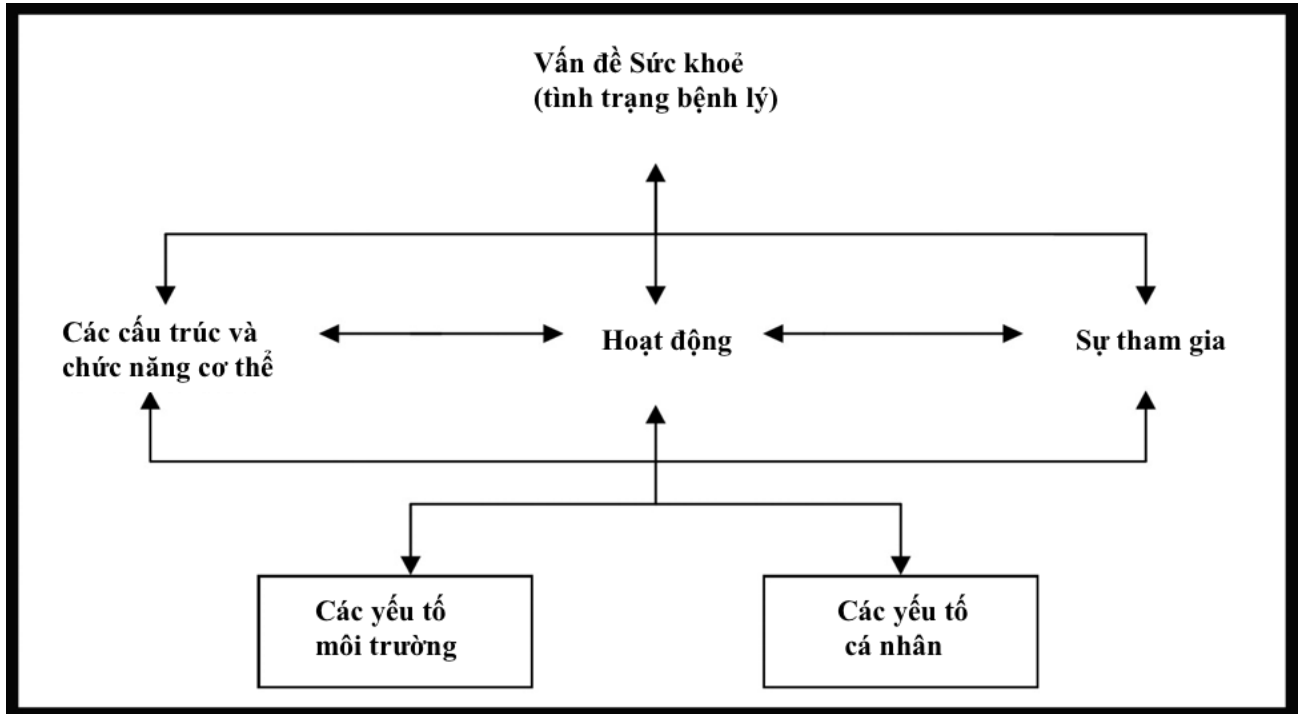 Vấn đề Sức khoẻ
(tình trạng bệnh lý)
Các cấu trúc và
chức năng cơ thể
Hoạt động
Sự tham gia
Các yếu tố
môi trường
Các yếu tố
cá nhân